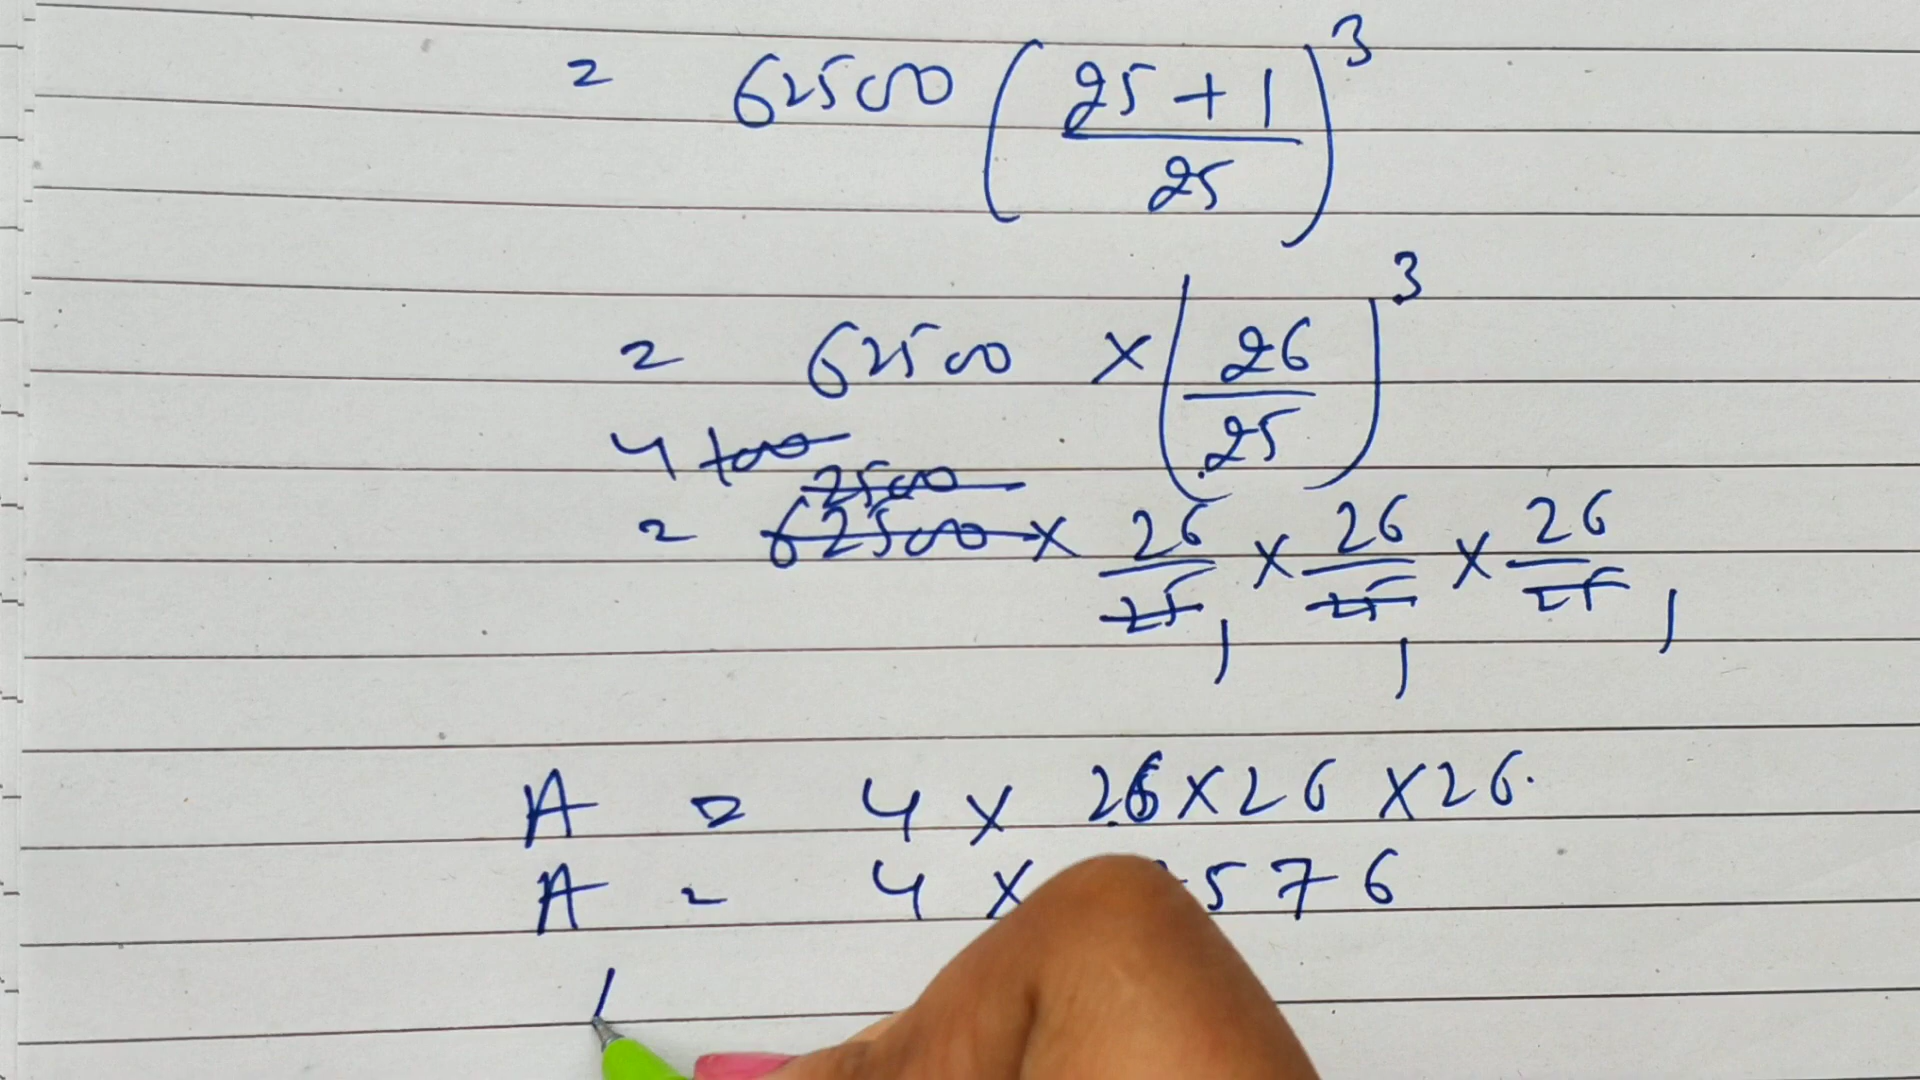 = 62500 ( 25 + 1 / 25 )³
= 62500 × ( 26 / 25 )³
4 100
2500
= 62500 × 26/25 × 26/25 × 26/25
1 1 1
A = 4 × 26 × 26 × 26.
A = 4 × 576